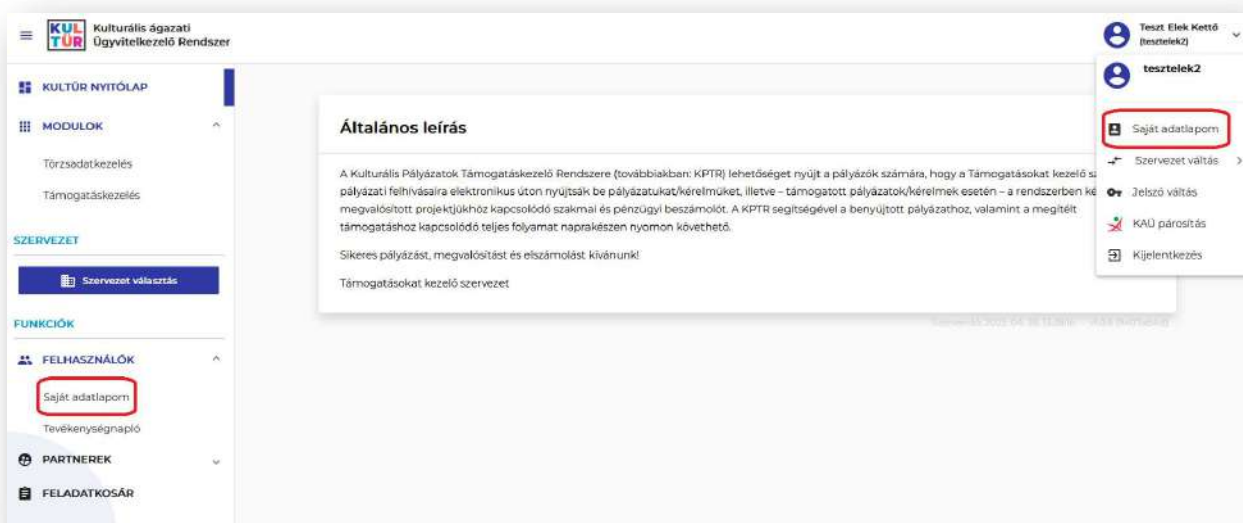 KUL
TÜR
Kulturális ágazati
Ügyvitelkezelő Rendszer
Teszt Elek Kettő
(tesztelek2)
tesztelek2
Saját adatlapom
Szervezet váltás
Jelszó váltás
KAÜ párosítás
Kijelentkezés
KULTÚR NYITÓLAP
MODULOK
Törzsadatkezelés
Támogatáskezelés
SZERVEZET
Szervezet választás
FUNKCIÓK
FELHASZNÁLÓK
Saját adatlapom
Tevékenységnapló
PARTNEREK
FELADATKOSÁR
Általános leírás
A Kulturális Pályázatok Támogatáskezelő Rendszere (továbbiakban: KPTR) lehetőséget nyújt a pályázók számára, hogy a Támogatásokat kezelő sz
pályázati felhívásaira elektronikus úton nyújtsák be pályázatukat/kérelmüket, illetve – támogatott pályázatok/kérelmek esetén – a rendszerben ké
megvalósított projektjükhöz kapcsolódó szakmai és pénzügyi beszámolót. A KPTR segítségével a benyújtott pályázathoz, valamint a megítélt
támogatáshoz kapcsolódó teljes folyamat naprakészen nyomon követhető.
Sikeres pályázást, megvalósítást és elszámolást kívánunk!
Támogatásokat kezelő szervezet